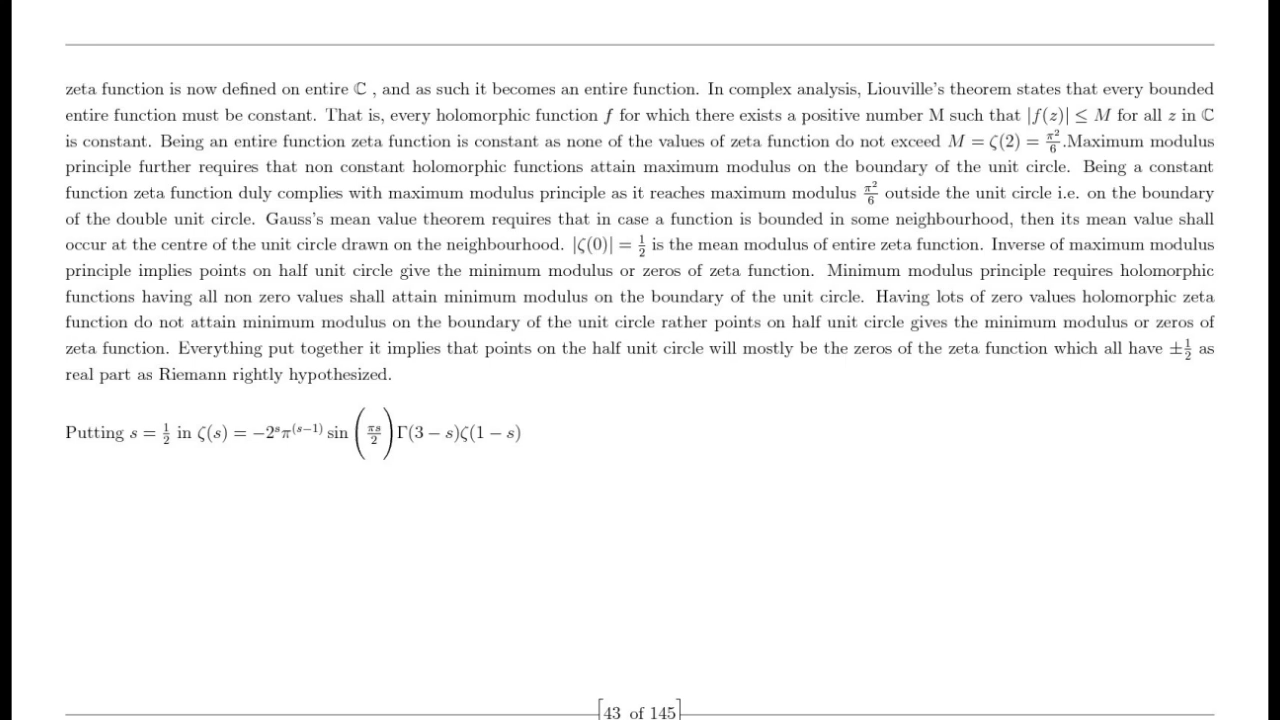 zeta function is now defined on entire ℂ , and as such it becomes an entire function. In complex analysis, Liouville's theorem states that every bounded
entire function must be constant. That is, every holomorphic function f for which there exists a positive number M such that |f(z)| ≤ M for all z in ℂ
is constant. Being an entire function zeta function is constant as none of the values of zeta function do not exceed M = ζ(2) = π²/6.Maximum modulus
principle further requires that non constant holomorphic functions attain maximum modulus on the boundary of the unit circle. Being a constant
function zeta function duly complies with maximum modulus principle as it reaches maximum modulus π²/6 outside the unit circle i.e. on the boundary
of the double unit circle. Gauss's mean value theorem requires that in case a function is bounded in some neighbourhood, then its mean value shall
occur at the centre of the unit circle drawn on the neighbourhood. |ζ(0)| = 1/2 is the mean modulus of entire zeta function. Inverse of maximum modulus
principle implies points on half unit circle give the minimum modulus or zeros of zeta function. Minimum modulus principle requires holomorphic
functions having all non zero values shall attain minimum modulus on the boundary of the unit circle. Having lots of zero values holomorphic zeta
function do not attain minimum modulus on the boundary of the unit circle rather points on half unit circle gives the minimum modulus or zeros of
zeta function. Everything put together it implies that points on the half unit circle will mostly be the zeros of the zeta function which all have ±1/2 as
real part as Riemann rightly hypothesized.
Putting s = 1/2 in ζ(s) = −2^s π^(s−1) sin(πs/2)Γ(3 − s)ζ(1 − s)
[43 of 145]